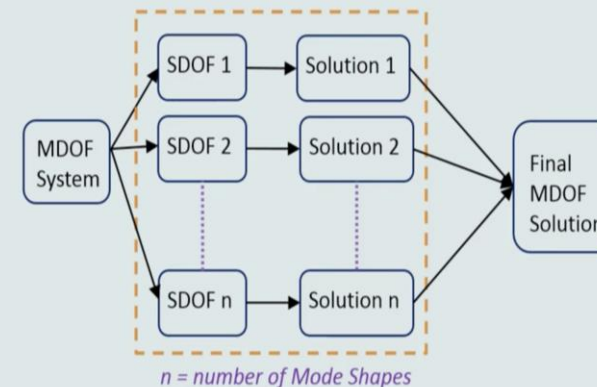 SDOF 1
Solution 1
MDOF
System
SDOF 2
Solution 2
Final
MDOF
Solution
SDOF n
Solution n
n = number of Mode Shapes